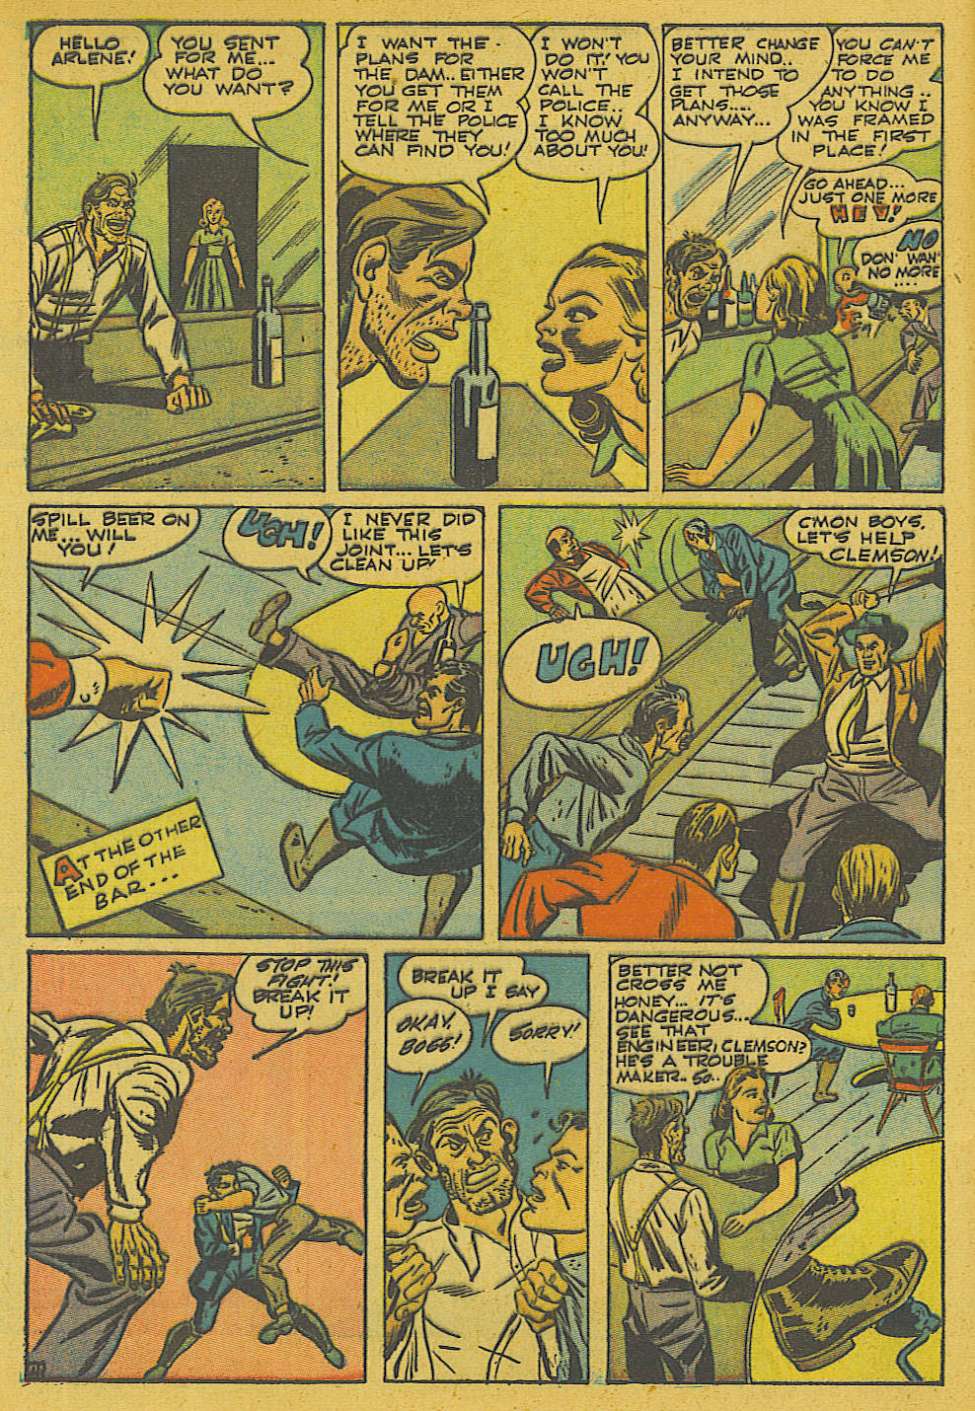 HELLO
ARLENE!
YOU SENT
FOR ME...
WHAT DO
YOU WANT?
I WANT THE
PLANS FOR
THE DAM.. EITHER
YOU GET THEM
FOR ME OR I
TELL THE POLICE
WHERE THEY
CAN FIND YOU!
I WON'T
DO IT! YOU
WON'T
CALL THE
POLICE..
I KNOW
TOO MUCH
ABOUT YOU!
BETTER CHANGE
YOUR MIND..
I INTEND TO
GET THOSE
PLANS....
ANYWAY...
YOU CAN'T
FORCE ME
TO DO
ANYTHING..
YOU KNOW I
WAS FRAMED
IN THE FIRST
PLACE!
GO AHEAD...
JUST ONE MORE
HEY!
NO
DON' WAN'
NO MORE
....
SPILL BEER ON
ME... WILL
YOU!
UGH!
I NEVER DID
LIKE THIS
JOINT... LET'S
CLEAN UP!
AT THE OTHER
END OF THE
BAR...
UGH!
C'MON BOYS,
LET'S HELP
CLEMSON!
STOP THIS
FIGHT!
BREAK IT
UP!
BREAK IT
UP I SAY
OKAY,
BOSS!
SORRY!
BETTER NOT
CROSS ME
HONEY... IT'S
DANGEROUS...
SEE THAT
ENGINEER, CLEMSON?
HE'S A TROUBLE
MAKER.. SO..